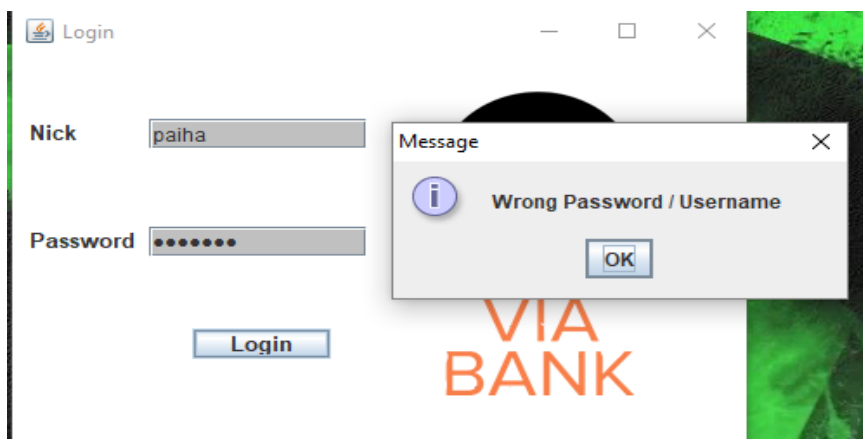 Login
Nick
paiha
Message
Wrong Password / Username
OK
Password
•••••••
Login
VIA
BANK